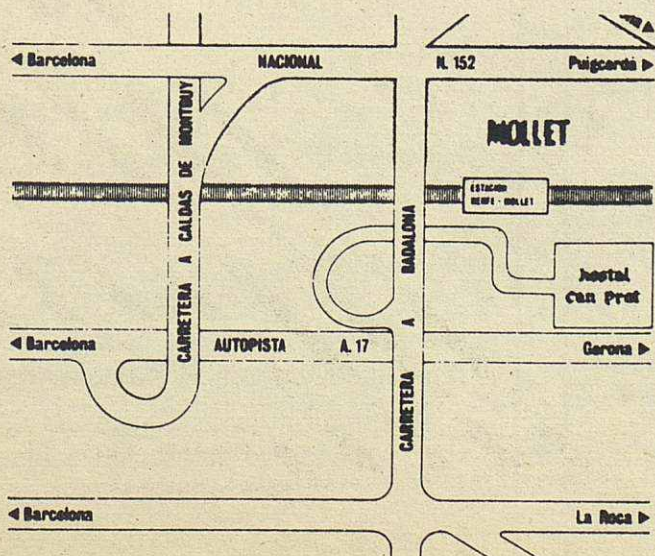 ◄ Barcelona NACIONAL N. 152 Puigcerdá ►
MOLLET
CARRETERA A CALDAS DE MONTBUY
ESTACION
RENFE - MOLLET
CARRETERA A BADALONA
hostal
can prat
◄ Barcelona AUTOPISTA A. 17 Gerona ►
◄ Barcelona La Roca ►